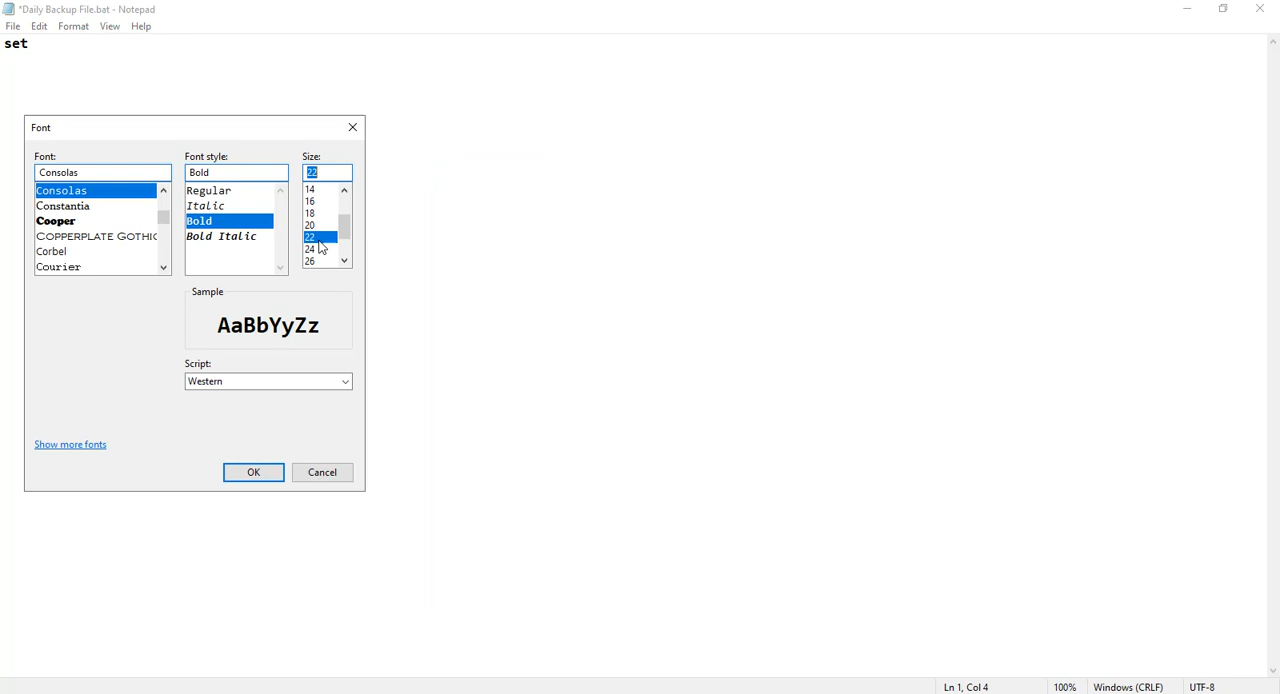 *Daily Backup File.bat - Notepad
File Edit Format View Help
set
Font
Font: Font style: Size:
Consolas Bold 22
Consolas Regular 14
Constantia Italic 16
Cooper Bold 18
COPPERPLATE GOTHIC Bold Italic 20
Corbel 22
Courier 24
26
Sample
AaBbYyZz
Script:
Western
Show more fonts
OK Cancel
Ln 1, Col 4 100% Windows (CRLF) UTF-8